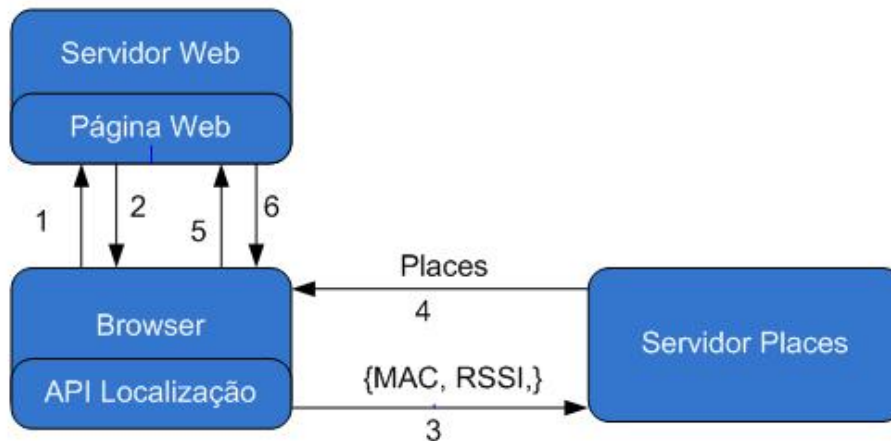 Servidor Web
Página Web
1
2
5
6
Places
4
Browser
API Localização
Servidor Places
{MAC, RSSI,}
3